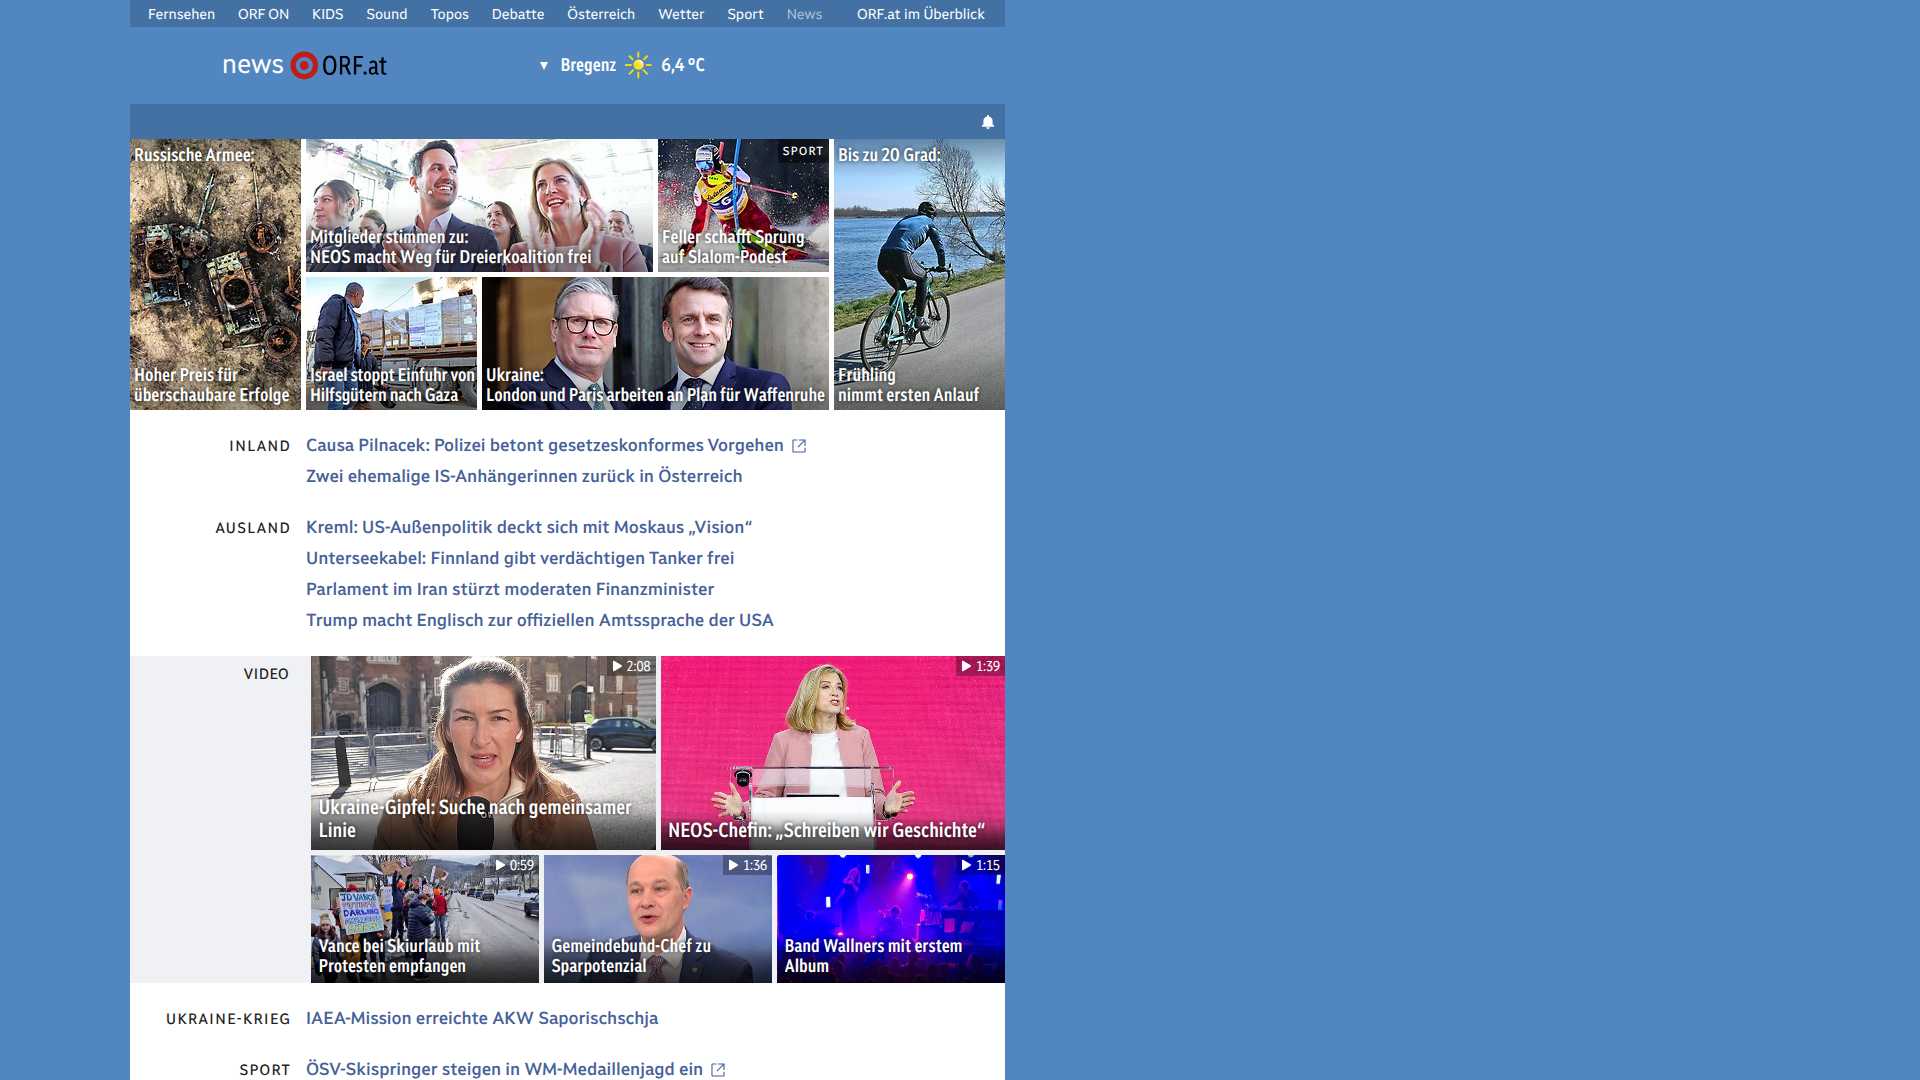 Fernsehen ORF ON KIDS Sound Topos Debatte Österreich Wetter Sport News ORF.at im Überblick
news ORF.at
Bregenz 6,4 °C
Russische Armee:
Hoher Preis für
überschaubare Erfolge
Mitglieder stimmen zu:
NEOS macht Weg für Dreierkoalition frei
SPORT
Feller schafft Sprung
auf Slalom-Podest
Bis zu 20 Grad:
Frühling
nimmt ersten Anlauf
Israel stoppt Einfuhr von
Hilfsgütern nach Gaza
Ukraine:
London und Paris arbeiten an Plan für Waffenruhe
INLAND
Causa Pilnacek: Polizei betont gesetzeskonformes Vorgehen
Zwei ehemalige IS-Anhängerinnen zurück in Österreich
AUSLAND
Kreml: US-Außenpolitik deckt sich mit Moskaus „Vision“
Unterseekabel: Finnland gibt verdächtigen Tanker frei
Parlament im Iran stürzt moderaten Finanzminister
Trump macht Englisch zur offiziellen Amtssprache der USA
VIDEO
2:08
Ukraine-Gipfel: Suche nach gemeinsamer
Linie
1:39
NEOS-Chefin: „Schreiben wir Geschichte“
0:59
JD VANCE
Vance bei Skiurlaub mit
Protesten empfangen
1:36
Gemeindebund-Chef zu
Sparpotenzial
1:15
Band Wallners mit erstem
Album
UKRAINE-KRIEG
IAEA-Mission erreichte AKW Saporischschja
SPORT
ÖSV-Skispringer steigen in WM-Medaillenjagd ein